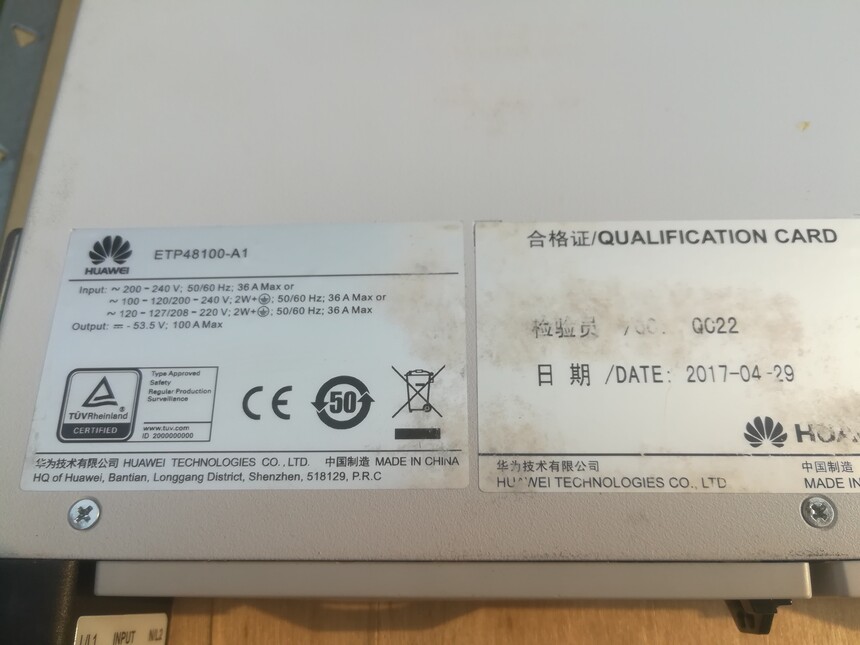 HUAWEI
ETP48100-A1
Input: ~ 200-240 V; 50/60 Hz; 36 A Max or
~ 100-120/200-240 V; 2W+; 50/60 Hz; 36 A Max or
~ 120-127/208-220 V; 2W+; 50/60 Hz; 36 A Max
Output: ⎓ -53.5 V; 100 A Max
TÜVRheinland®
CERTIFIED
Type Approved
Safety
Regular Production
Surveillance
www.tuv.com
ID 2000000000
CE
50
华为技术有限公司 HUAWEI TECHNOLOGIES CO., LTD. 中国制造 MADE IN CHINA
HQ of Huawei, Bantian, Longgang District, Shenzhen, 518129, P.R.C
合格证/QUALIFICATION CARD
检验员 QC22
日 期 /DATE: 2017-04-29
华为技术有限公司
HUAWEI TECHNOLOGIES CO., LTD
中国制造
MADE IN
L/L1 INPUT N/L2